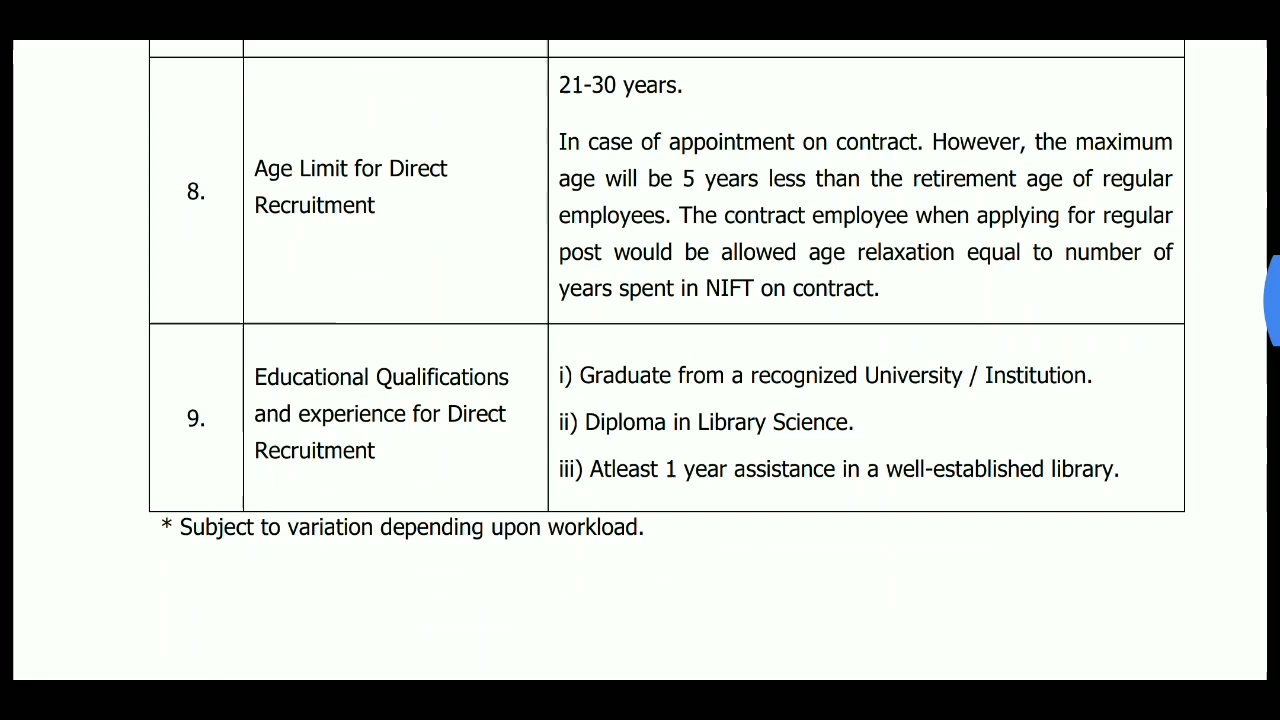 8.
Age Limit for Direct
Recruitment
21-30 years.
In case of appointment on contract. However, the maximum
age will be 5 years less than the retirement age of regular
employees. The contract employee when applying for regular
post would be allowed age relaxation equal to number of
years spent in NIFT on contract.
9.
Educational Qualifications
and experience for Direct
Recruitment
i) Graduate from a recognized University / Institution.
ii) Diploma in Library Science.
iii) Atleast 1 year assistance in a well-established library.
* Subject to variation depending upon workload.